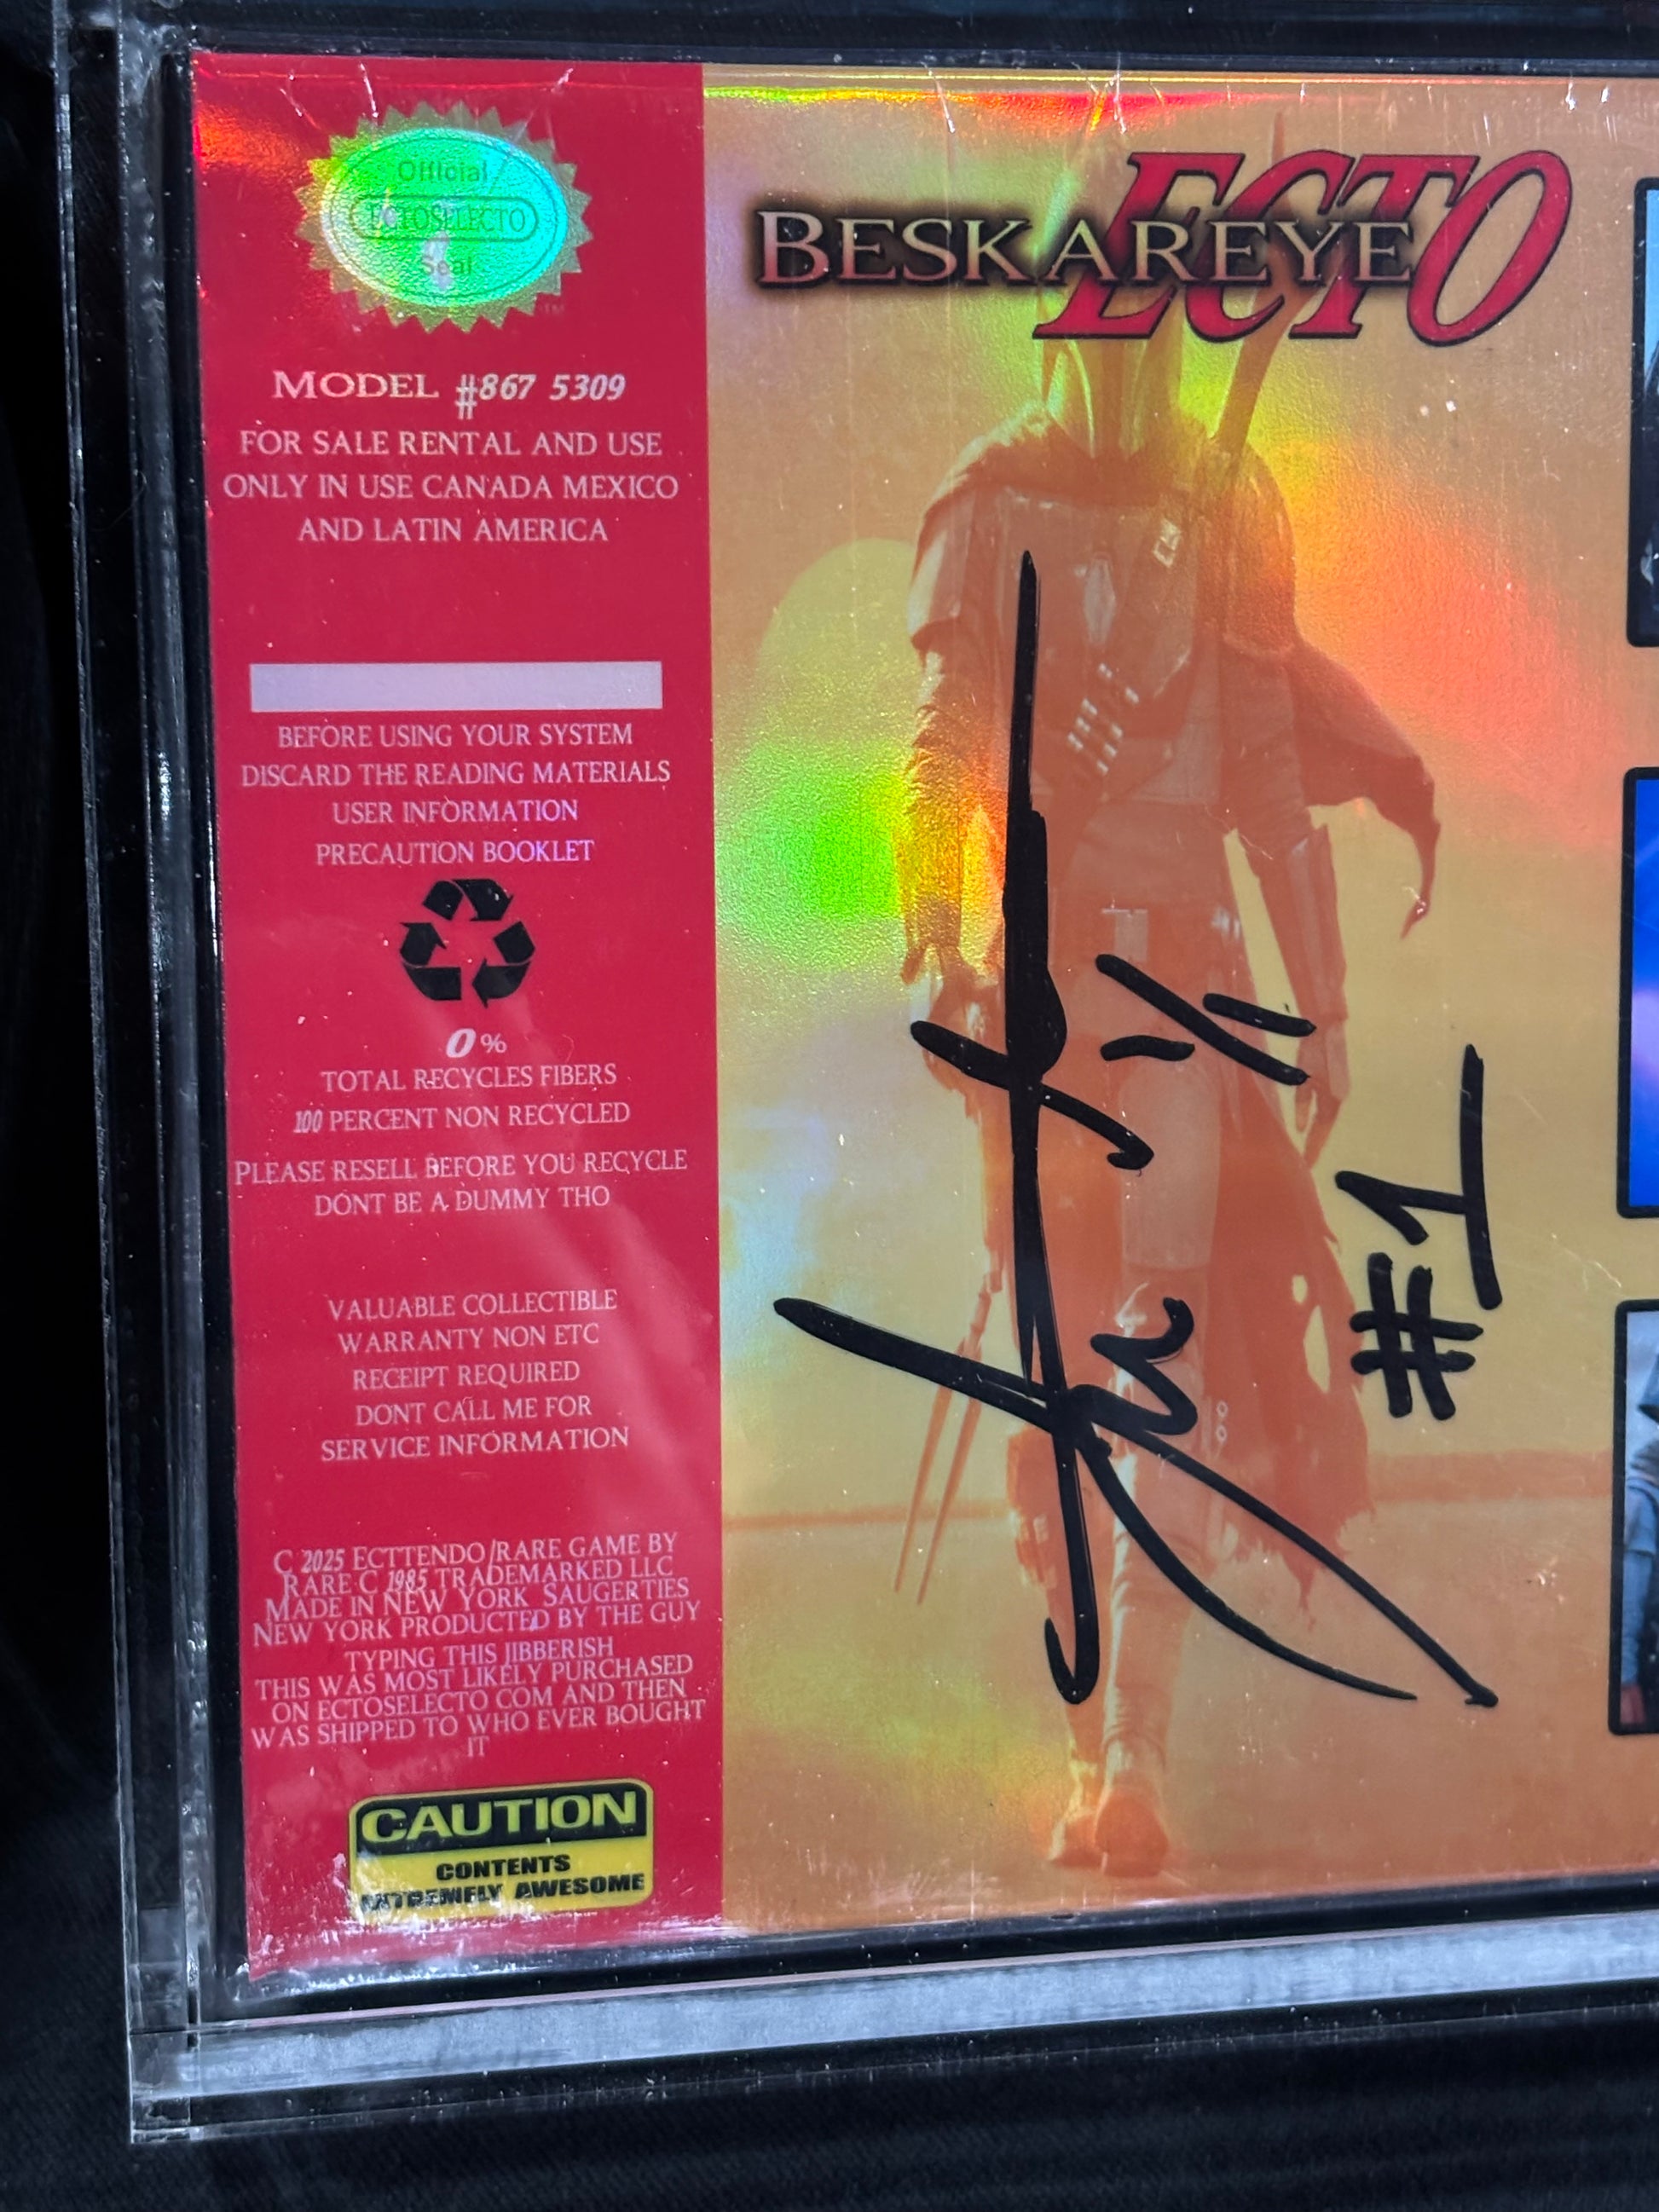 Official
ECTOSELECTO
Seal
TM
MODEL #867 5309
FOR SALE RENTAL AND USE
ONLY IN USE CANADA MEXICO
AND LATIN AMERICA
BEFORE USING YOUR SYSTEM
DISCARD THE READING MATERIALS
USER INFORMATION
PRECAUTION BOOKLET
0%
TOTAL RECYCLES FIBERS
100 PERCENT NON RECYCLED
PLEASE RESELL BEFORE YOU RECYCLE
DONT BE A DUMMY THO
VALUABLE COLLECTIBLE
WARRANTY NON ETC
RECEIPT REQUIRED
DONT CALL ME FOR
SERVICE INFORMATION
C 2025 ECTTENDO/RARE GAME BY
RARE C 1985 TRADEMARKED LLC
MADE IN NEW YORK SAUGERTIES
NEW YORK PRODUCTED BY THE GUY
TYPING THIS JIBBERISH
THIS WAS MOST LIKELY PURCHASED
ON ECTOSELECTO COM AND THEN
WAS SHIPPED TO WHO EVER BOUGHT
IT
CAUTION
CONTENTS
EXTREMELY AWESOME
ECTO
BESKAREYE
1/1
#1